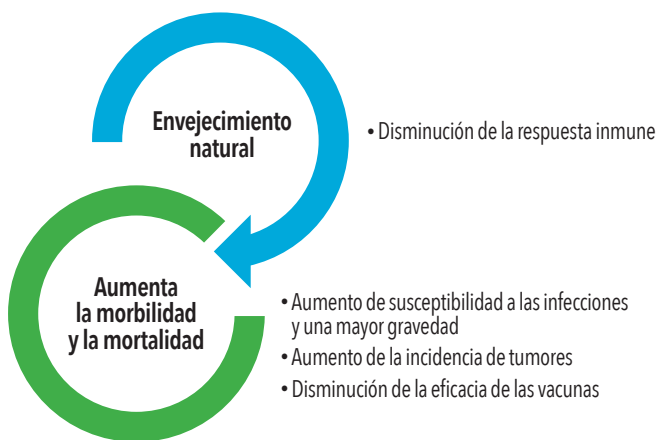 Envejecimiento
natural
• Disminución de la respuesta inmune
Aumenta
la morbilidad
y la mortalidad
• Aumento de susceptibilidad a las infecciones
y una mayor gravedad
• Aumento de la incidencia de tumores
• Disminución de la eficacia de las vacunas